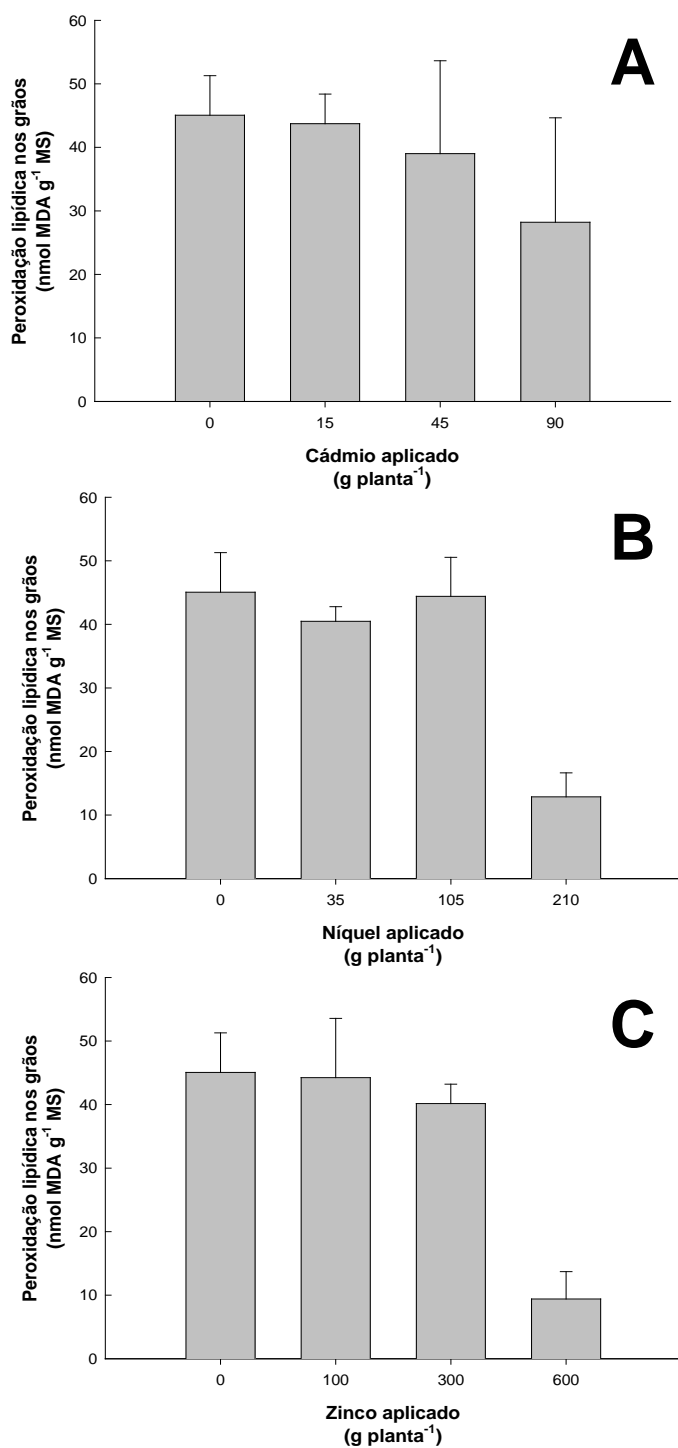 A
Peroxidação lipídica nos grãos
(nmol MDA g⁻¹ MS)
60
50
40
30
20
10
0
0 15 45 90
Cádmio aplicado
(g planta⁻¹)
B
Peroxidação lipídica nos grãos
(nmol MDA g⁻¹ MS)
60
50
40
30
20
10
0
0 35 105 210
Níquel aplicado
(g planta⁻¹)
C
Peroxidação lipídica nos grãos
(nmol MDA g⁻¹ MS)
60
50
40
30
20
10
0
0 100 300 600
Zinco aplicado
(g planta⁻¹)